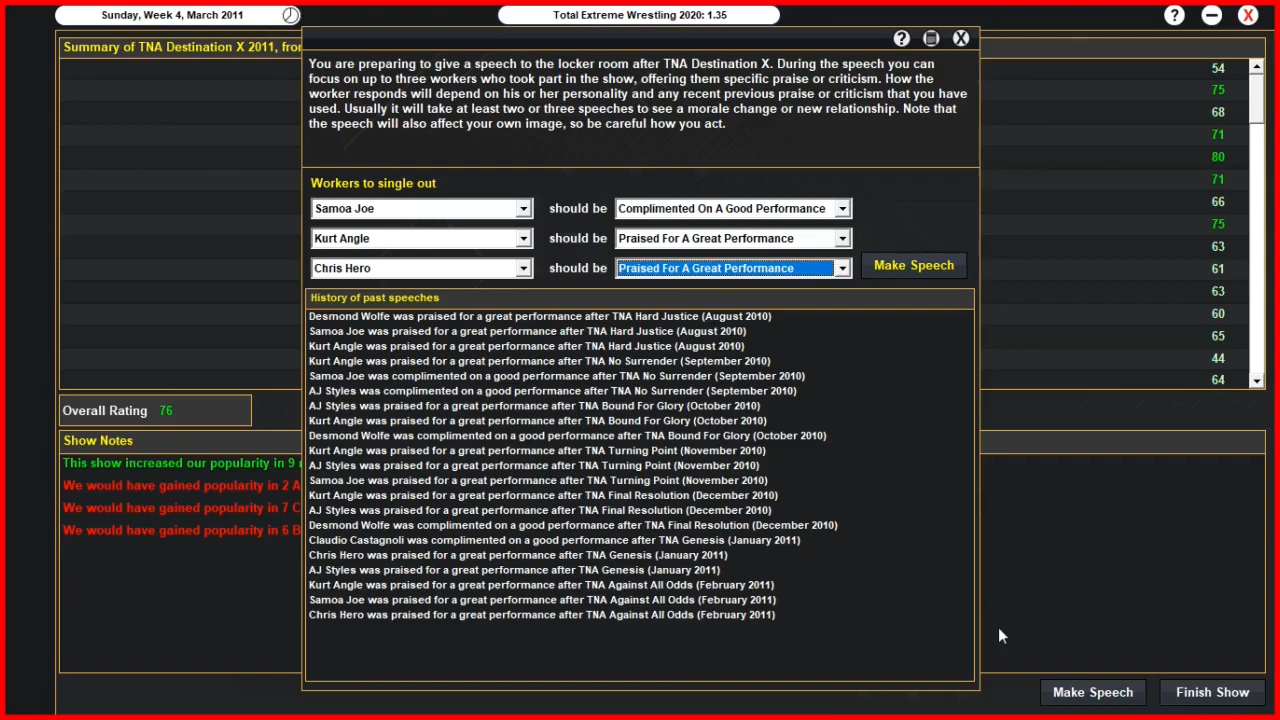 Sunday, Week 4, March 2011
Total Extreme Wrestling 2020: 1.35
Summary of TNA Destination X 2011, fro
You are preparing to give a speech to the locker room after TNA Destination X. During the speech you can
focus on up to three workers who took part in the show, offering them specific praise or criticism. How the
worker responds will depend on his or her personality and any recent previous praise or criticism that you have
used. Usually it will take at least two or three speeches to see a morale change or new relationship. Note that
the speech will also affect your own image, so be careful how you act.
54
75
68
71
80
71
66
75
63
61
63
60
65
44
64
Workers to single out
Samoa Joe should be Complimented On A Good Performance
Kurt Angle should be Praised For A Great Performance
Chris Hero should be Praised For A Great Performance
Make Speech
History of past speeches
Desmond Wolfe was praised for a great performance after TNA Hard Justice (August 2010)
Samoa Joe was praised for a great performance after TNA Hard Justice (August 2010)
Kurt Angle was praised for a great performance after TNA Hard Justice (August 2010)
Kurt Angle was praised for a great performance after TNA No Surrender (September 2010)
Samoa Joe was complimented on a good performance after TNA No Surrender (September 2010)
AJ Styles was complimented on a good performance after TNA No Surrender (September 2010)
AJ Styles was praised for a great performance after TNA Bound For Glory (October 2010)
Kurt Angle was praised for a great performance after TNA Bound For Glory (October 2010)
Desmond Wolfe was complimented on a good performance after TNA Bound For Glory (October 2010)
Kurt Angle was praised for a great performance after TNA Turning Point (November 2010)
AJ Styles was praised for a great performance after TNA Turning Point (November 2010)
Samoa Joe was praised for a great performance after TNA Turning Point (November 2010)
Kurt Angle was praised for a great performance after TNA Final Resolution (December 2010)
AJ Styles was praised for a great performance after TNA Final Resolution (December 2010)
Desmond Wolfe was complimented on a good performance after TNA Final Resolution (December 2010)
Claudio Castagnoli was complimented on a good performance after TNA Genesis (January 2011)
Chris Hero was praised for a great performance after TNA Genesis (January 2011)
AJ Styles was praised for a great performance after TNA Genesis (January 2011)
Kurt Angle was praised for a great performance after TNA Against All Odds (February 2011)
Samoa Joe was praised for a great performance after TNA Against All Odds (February 2011)
Chris Hero was praised for a great performance after TNA Against All Odds (February 2011)
Overall Rating 76
Show Notes
This show increased our popularity in 9
We would have gained popularity in 2 A
We would have gained popularity in 7 C
We would have gained popularity in 6 B
Make Speech
Finish Show